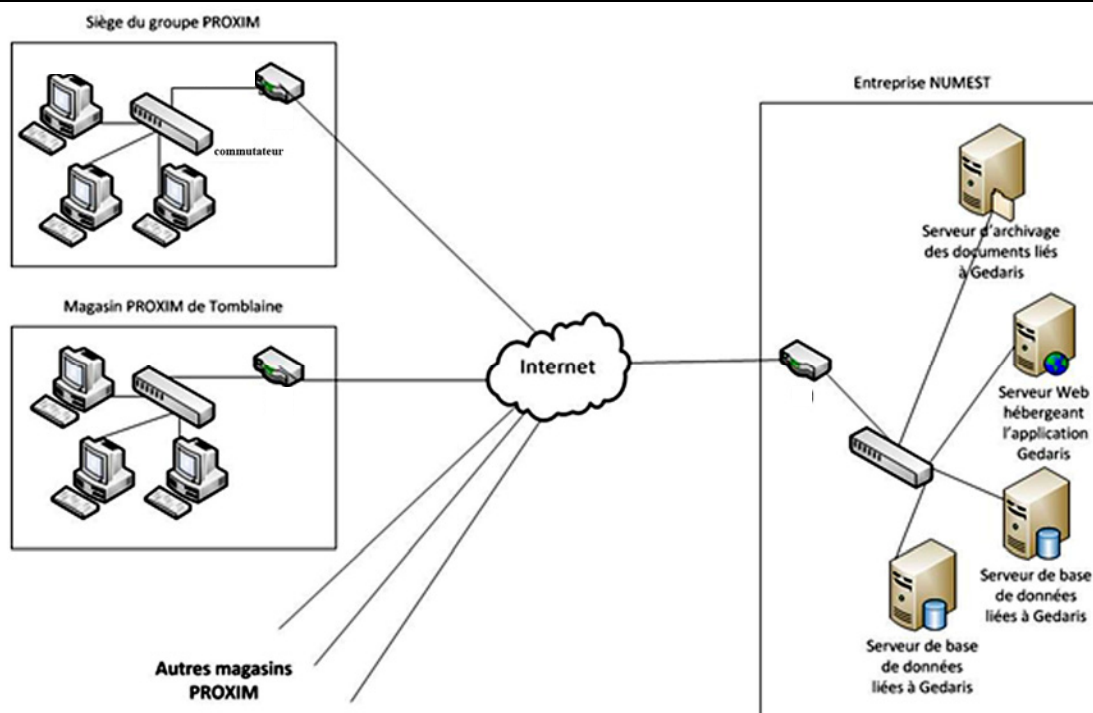 Siège du groupe PROXIM
commutateur
Magasin PROXIM de Tomblaine
Internet
Autres magasins
PROXIM
Entreprise NUMEST
Serveur d'archivage
des documents liés
à Gedaris
Serveur Web
hébergeant
l'application
Gedaris
Serveur de base
de données
liées à Gedaris
Serveur de base
de données
liées à Gedaris